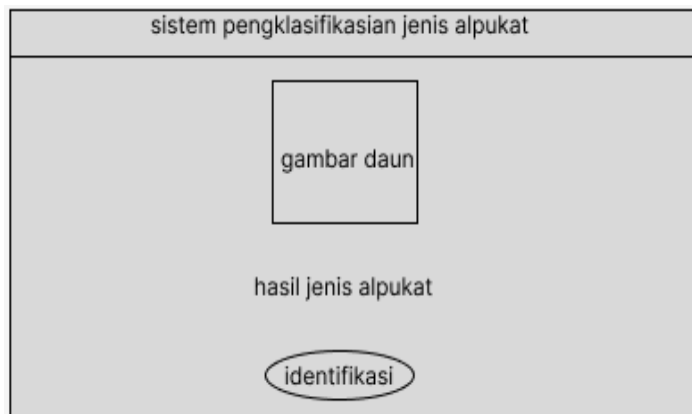 sistem pengklasifikasian jenis alpukat
gambar daun
hasil jenis alpukat
identifikasi